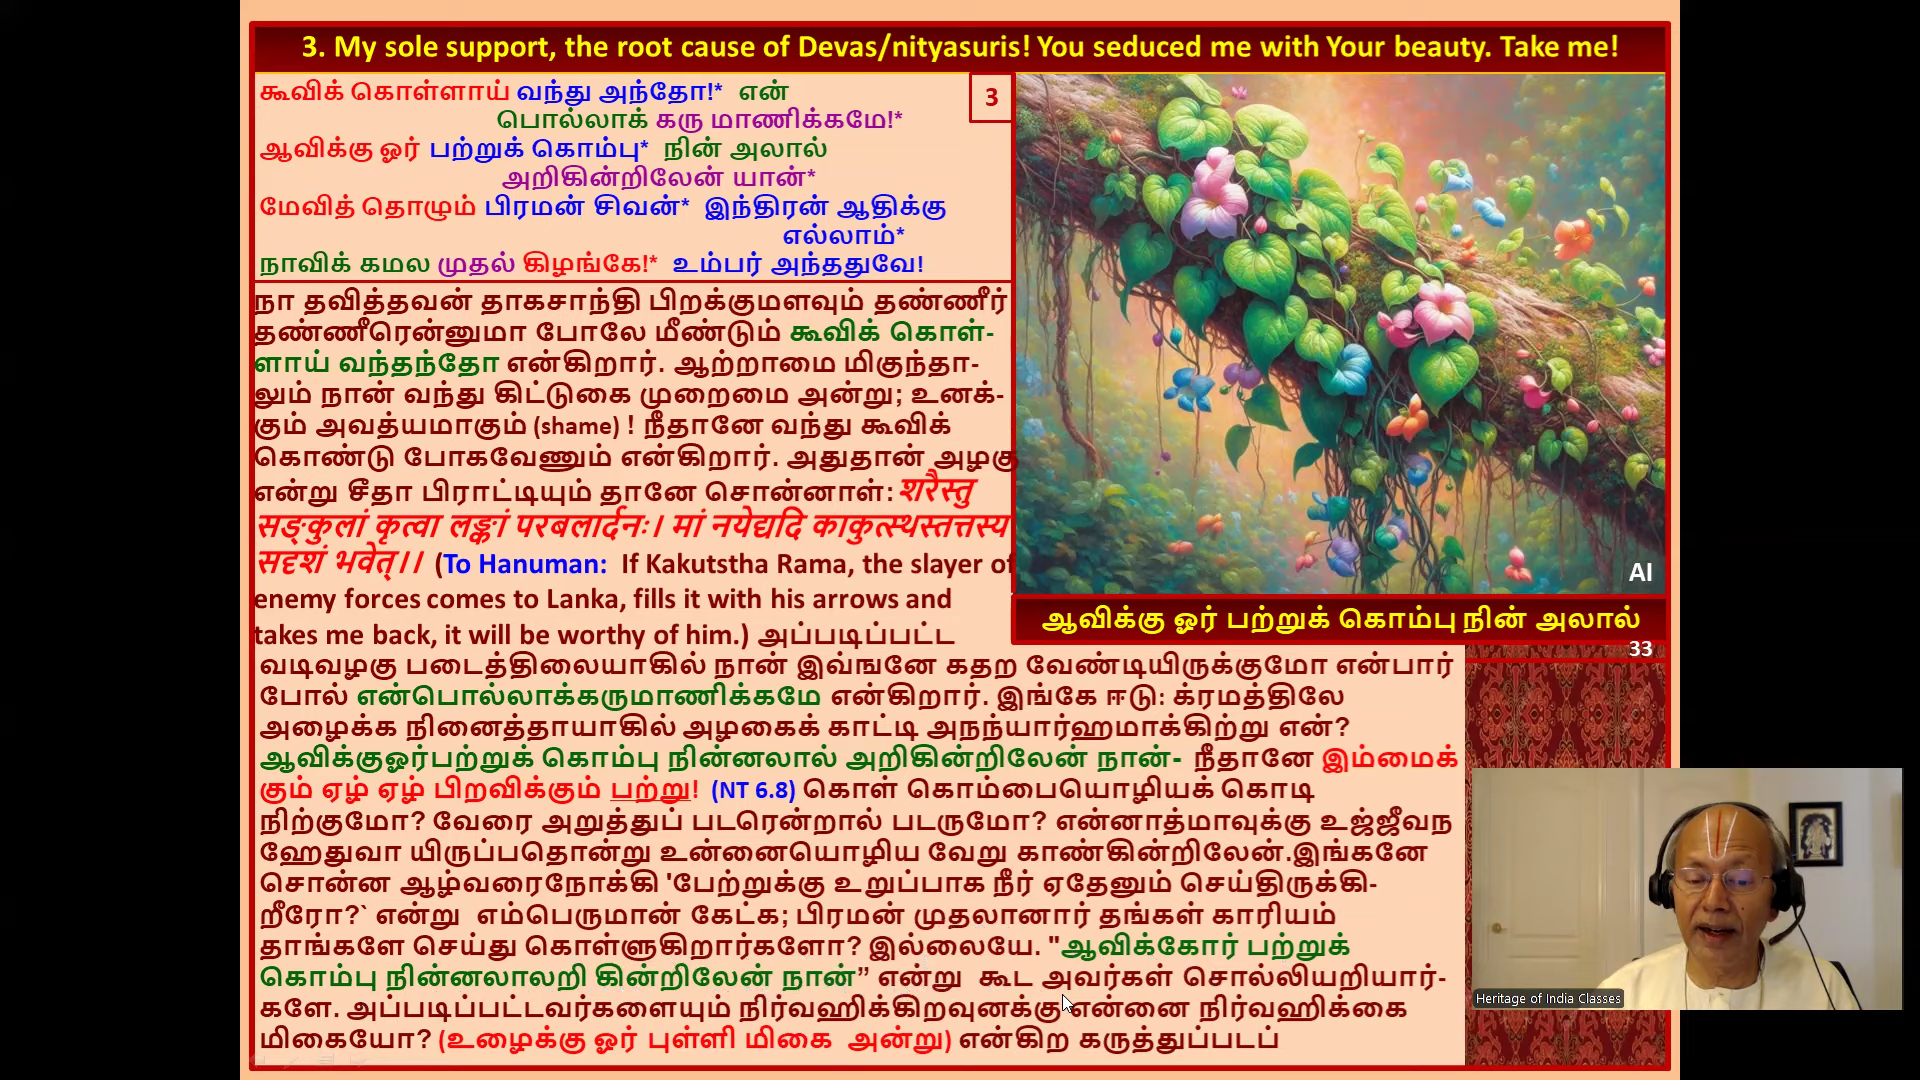 3. My sole support, the root cause of Devas/nityasuris! You seduced me with Your beauty. Take me!
கூவிக் கொள்ளாய் வந்து அந்தோ!* என்
பொல்லாக் கரு மாணிக்கமே!*
ஆவிக்கு ஓர் பற்றுக் கொம்பு* நின் அலால்
அறிகின்றிலேன் யான்*
மேவித் தொழும் பிரமன் சிவன்* இந்திரன் ஆதிக்கு
எல்லாம்*
நாவிக் கமல முதல் கிழங்கே!* உம்பர் அந்ததுவே!
3
நா தவித்தவன் தாகசாந்தி பிறக்குமளவும் தண்ணீர்
தண்ணீரென்னுமா போலே மீண்டும் கூவிக் கொள்-
ளாய் வந்தந்தோ என்கிறார். ஆற்றாமை மிகுந்தா-
லும் நான் வந்து கிட்டுகை முறைமை அன்று; உனக்-
கும் அவத்யமாகும் (shame) ! நீதானே வந்து கூவிக்
கொண்டு போகவேணும் என்கிறார். அதுதான் அழகு
என்று சீதா பிராட்டியும் தானே சொன்னாள்: शरैस्तु
सङ्कुलां कृत्वा लङ्कां परबलार्दनः। मां नयेद्यदि काकुत्स्थस्तत्तस्य
सदृशं भवेत्।। (To Hanuman: If Kakutstha Rama, the slayer of
enemy forces comes to Lanka, fills it with his arrows and
takes me back, it will be worthy of him.) அப்படிப்பட்ட
வடிவழகு படைத்திலையாகில் நான் இவ்ஙனே கதற வேண்டியிருக்குமோ என்பார்
போல் என்பொல்லாக்கருமாணிக்கமே என்கிறார். இங்கே ஈடு: க்ரமத்திலே
அழைக்க நினைத்தாயாகில் அழகைக் காட்டி அநந்யார்ஹமாக்கிற்று என்?
ஆவிக்குஓர்பற்றுக் கொம்பு நின்னலால் அறிகின்றிலேன் நான்- நீதானே இம்மைக்
கும் ஏழ் ஏழ் பிறவிக்கும் பற்று! (NT 6.8) கொள் கொம்பையொழியக் கொடி
நிற்குமோ? வேரை அறுத்துப் படரென்றால் படருமோ? என்னாத்மாவுக்கு உஜ்ஜீவந
ஹேதுவா யிருப்பதொன்று உன்னையொழிய வேறு காண்கின்றிலேன்.இங்கனே
சொன்ன ஆழ்வரைநோக்கி 'பேற்றுக்கு உறுப்பாக நீர் ஏதேனும் செய்திருக்கி-
றீரோ?` என்று எம்பெருமான் கேட்க; பிரமன் முதலானார் தங்கள் காரியம்
தாங்களே செய்து கொள்ளுகிறார்களோ? இல்லையே. "ஆவிக்கோர் பற்றுக்
கொம்பு நின்னலாலறி கின்றிலேன் நான்” என்று கூட அவர்கள் சொல்லியறியார்-
களே. அப்படிப்பட்டவர்களையும் நிர்வஹிக்கிறவுனக்கு என்னை நிர்வஹிக்கை
மிகையோ? (உழைக்கு ஓர் புள்ளி மிகை அன்று) என்கிற கருத்துப்படப்
AI
ஆவிக்கு ஓர் பற்றுக் கொம்பு நின் அலால்
33
Heritage of India Classes